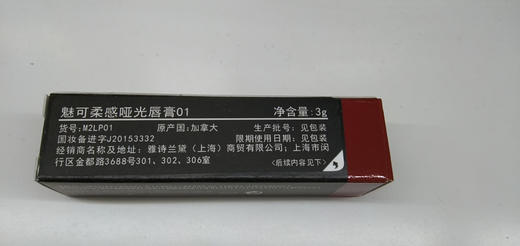 魅可柔感哑光唇膏01 净含量:3g
货号:M2LP01 原产国:加拿大 生产批号:见包装
国妆备进字J20153332 限期使用日期:见包装
经销商名称及地址:雅诗兰黛(上海)商贸有限公司;上海市闵
行区金都路3688号301、302、306室 <后续内容见下>